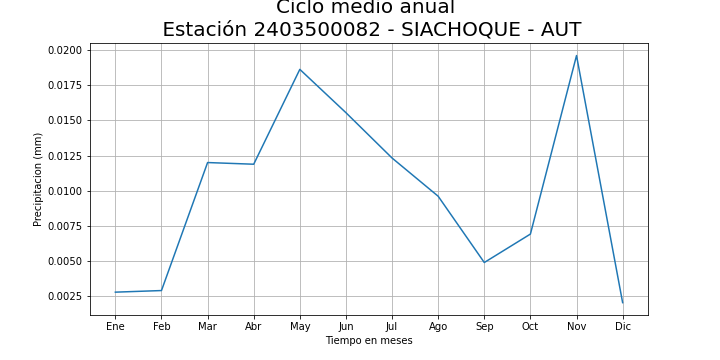 Ciclo medio anual
Estación 2403500082 - SIACHOQUE - AUT
0.0200
0.0175
0.0150
0.0125
0.0100
0.0075
0.0050
0.0025
Precipitacion (mm)
Ene Feb Mar Abr May Jun Jul Ago Sep Oct Nov Dic
Tiempo en meses